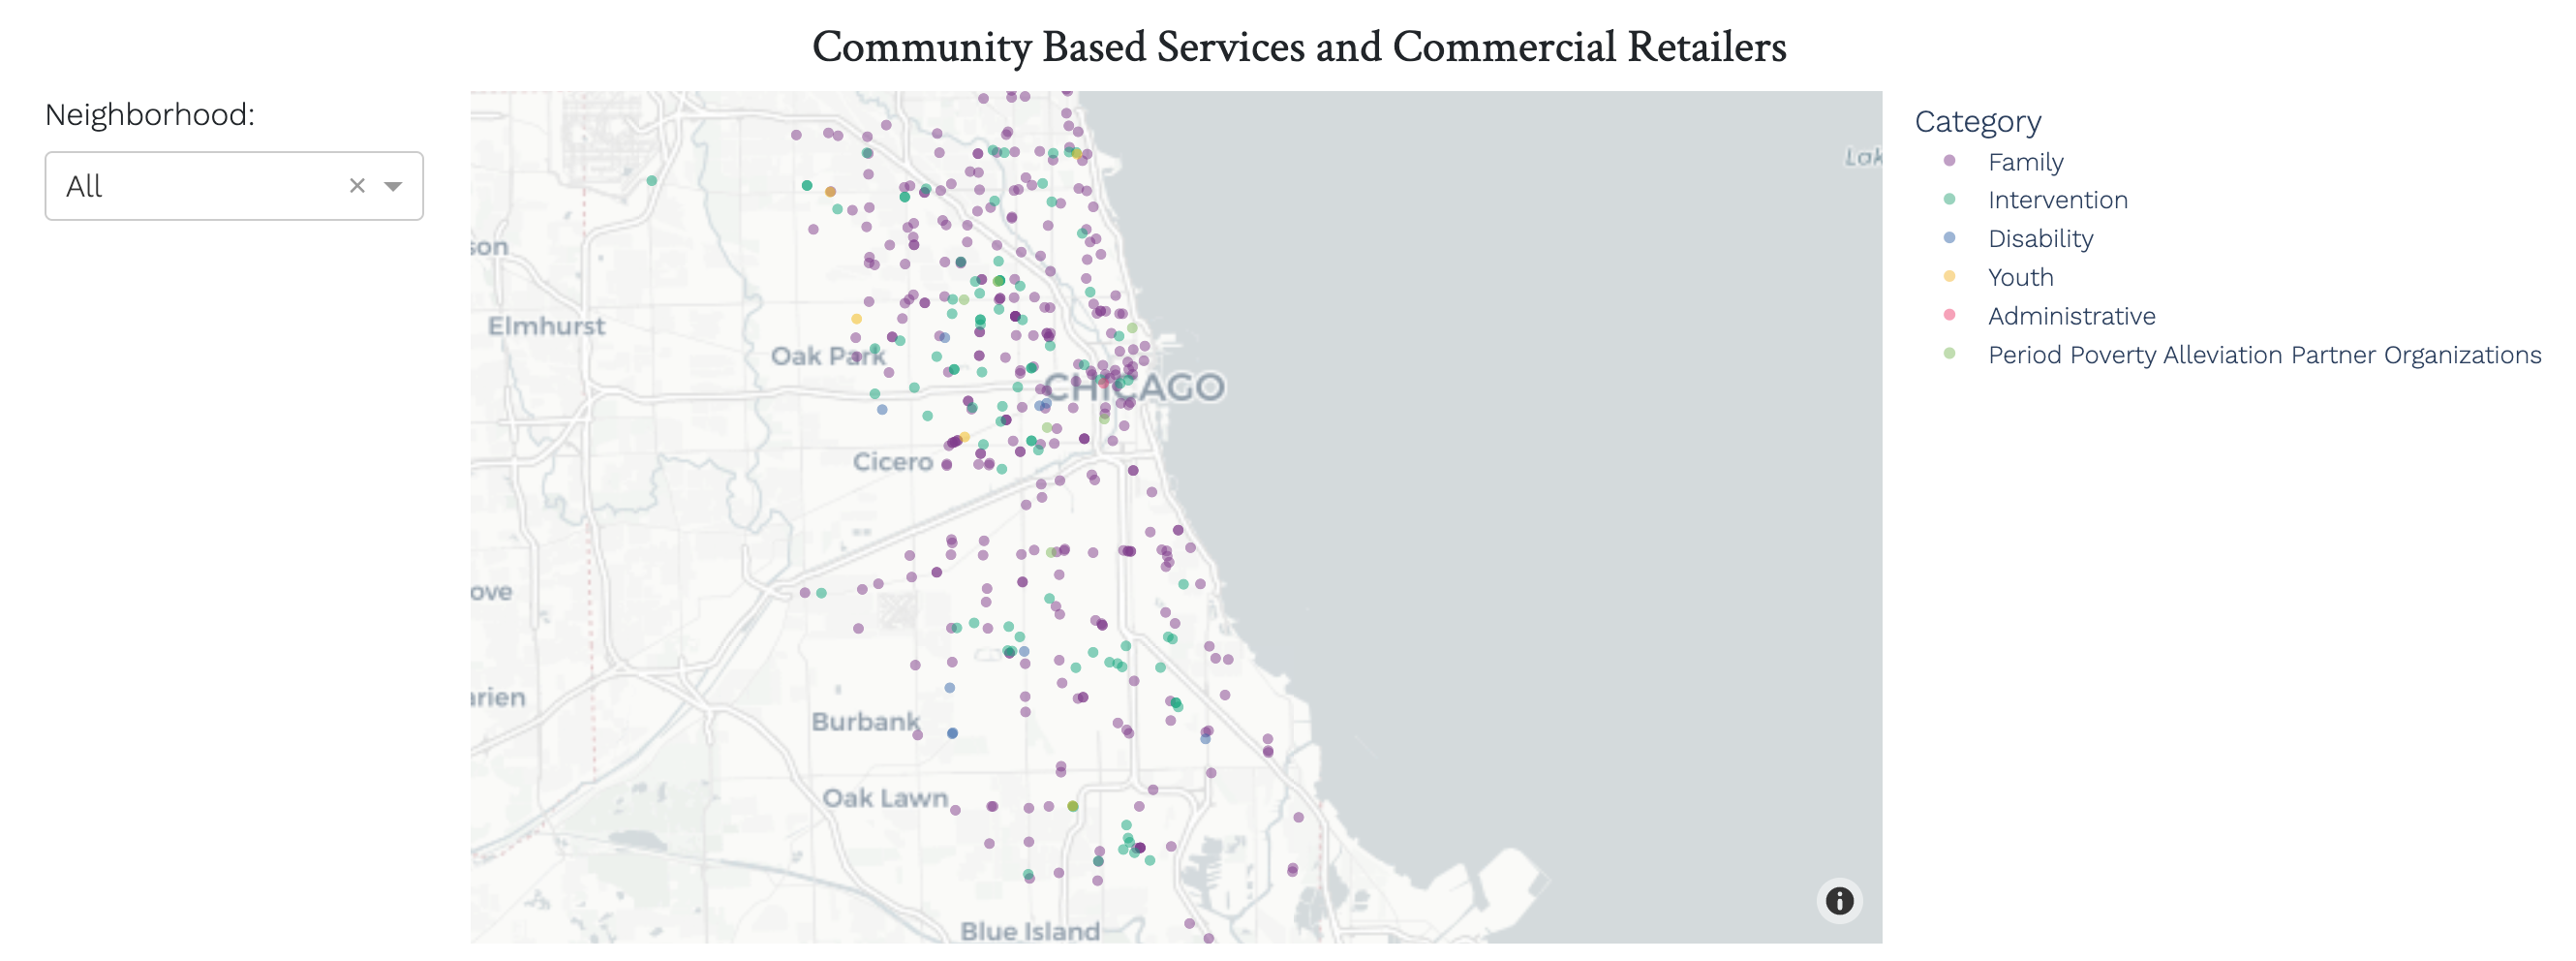 Community Based Services and Commercial Retailers
Neighborhood:
All
Category
Family
Intervention
Disability
Youth
Administrative
Period Poverty Alleviation Partner Organizations
Lak
son
Elmhurst
Oak Park
CHICAGO
Cicero
ove
arien
Burbank
Oak Lawn
Blue Island